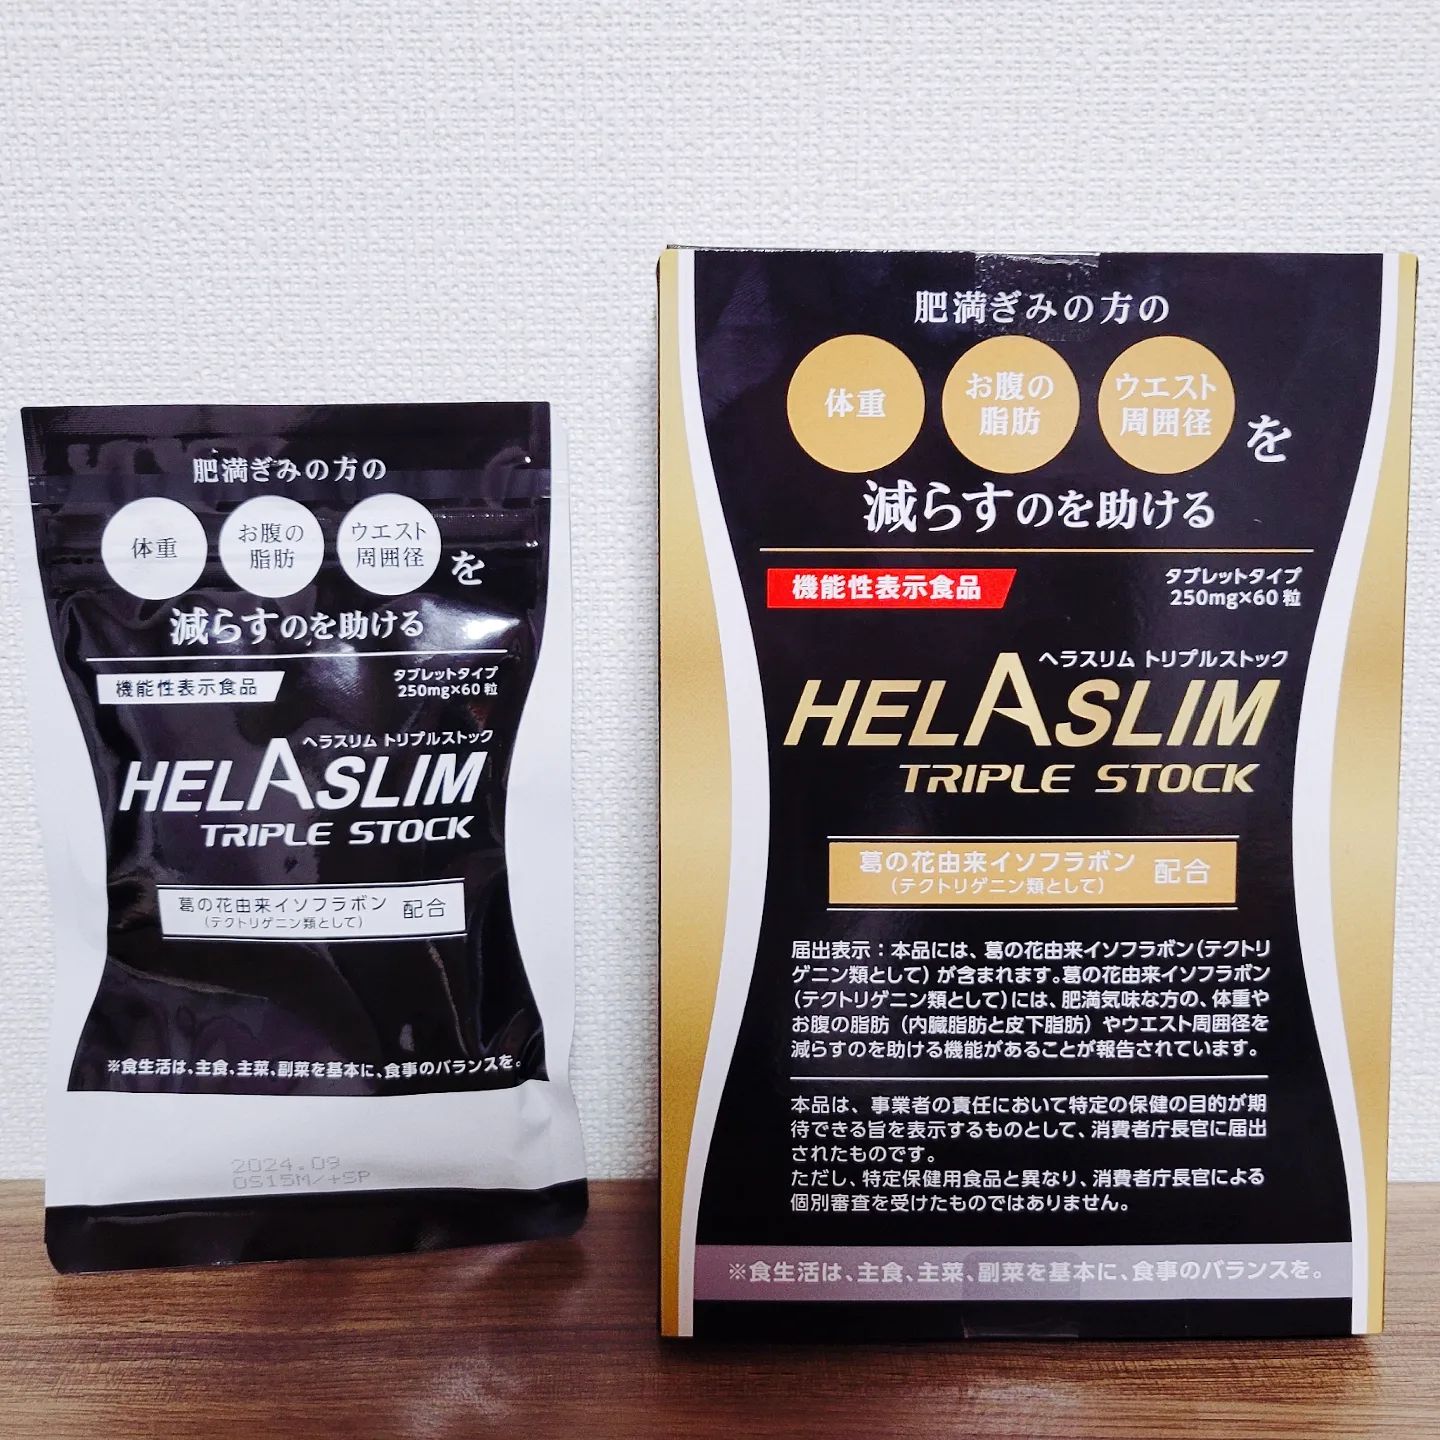 肥満ぎみの方の
体重
お腹の
脂肪
ウエスト
周囲径
を
減らすのを助ける
機能性表示食品
タブレットタイプ
250mg×60粒
ヘラスリム トリプルストック
HELASLIM
TRIPLE STOCK
葛の花由来イソフラボン
(テクトリゲニン類として)
配合
※食生活は、主食、主菜、副菜を基本に、食事のバランスを。
2024.09
OS15M/+SP
肥満ぎみの方の
体重
お腹の
脂肪
ウエスト
周囲径
を
減らすのを助ける
機能性表示食品
タブレットタイプ
250mg×60粒
ヘラスリム トリプルストック
HELASLIM
TRIPLE STOCK
葛の花由来イソフラボン
(テクトリゲニン類として)
配合
届出表示:本品には、葛の花由来イソフラボン(テクトリ
ゲニン類として)が含まれます。葛の花由来イソフラボン
(テクトリゲニン類として)には、肥満気味な方の、体重や
お腹の脂肪(内臓脂肪と皮下脂肪)やウエスト周囲径を
減らすのを助ける機能があることが報告されています。
本品は、事業者の責任において特定の保健の目的が期
待できる旨を表示するものとして、消費者庁長官に届出
されたものです。
ただし、特定保健用食品と異なり、消費者庁長官による
個別審査を受けたものではありません。
※食生活は、主食、主菜、副菜を基本に、食事のバランスを。